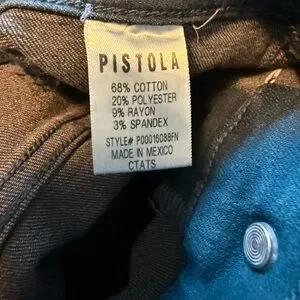 PISTOLA
68% COTTON
20% POLYESTER
9% RAYON
3% SPANDEX
STYLE# P00016088FN
MADE IN MEXICO
CTATS